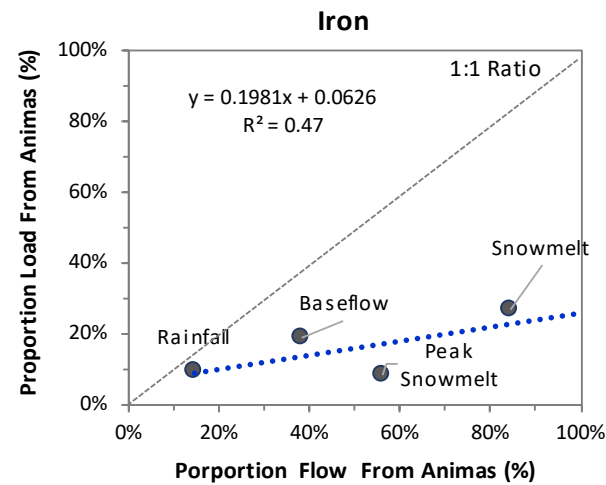 Iron
100%
80%
60%
40%
20%
0%
Proportion Load From Animas (%)
y = 0.1981x + 0.0626
R² = 0.47
1:1 Ratio
Snowmelt
Baseflow
Rainfall
Peak
Snowmelt
0% 20% 40% 60% 80% 100%
Porportion Flow From Animas (%)